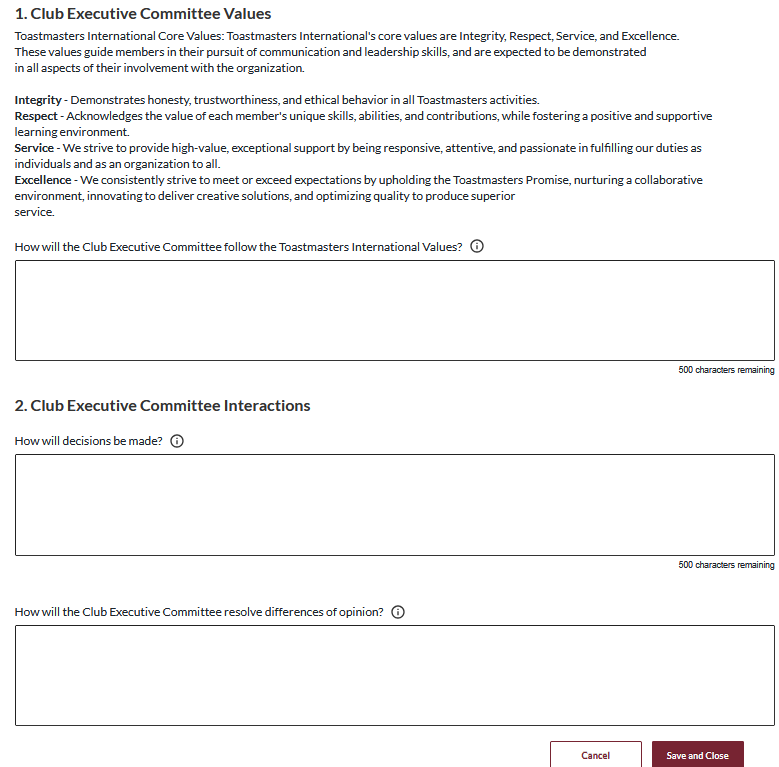 1. Club Executive Committee Values
Toastmasters International Core Values: Toastmasters International's core values are Integrity, Respect, Service, and Excellence.
These values guide members in their pursuit of communication and leadership skills, and are expected to be demonstrated
in all aspects of their involvement with the organization.
Integrity - Demonstrates honesty, trustworthiness, and ethical behavior in all Toastmasters activities.
Respect - Acknowledges the value of each member's unique skills, abilities, and contributions, while fostering a positive and supportive
learning environment.
Service - We strive to provide high-value, exceptional support by being responsive, attentive, and passionate in fulfilling our duties as
individuals and as an organization to all.
Excellence - We consistently strive to meet or exceed expectations by upholding the Toastmasters Promise, nurturing a collaborative
environment, innovating to deliver creative solutions, and optimizing quality to produce superior
service.
How will the Club Executive Committee follow the Toastmasters International Values?
500 characters remaining
2. Club Executive Committee Interactions
How will decisions be made?
500 characters remaining
How will the Club Executive Committee resolve differences of opinion?
Cancel Save and Close